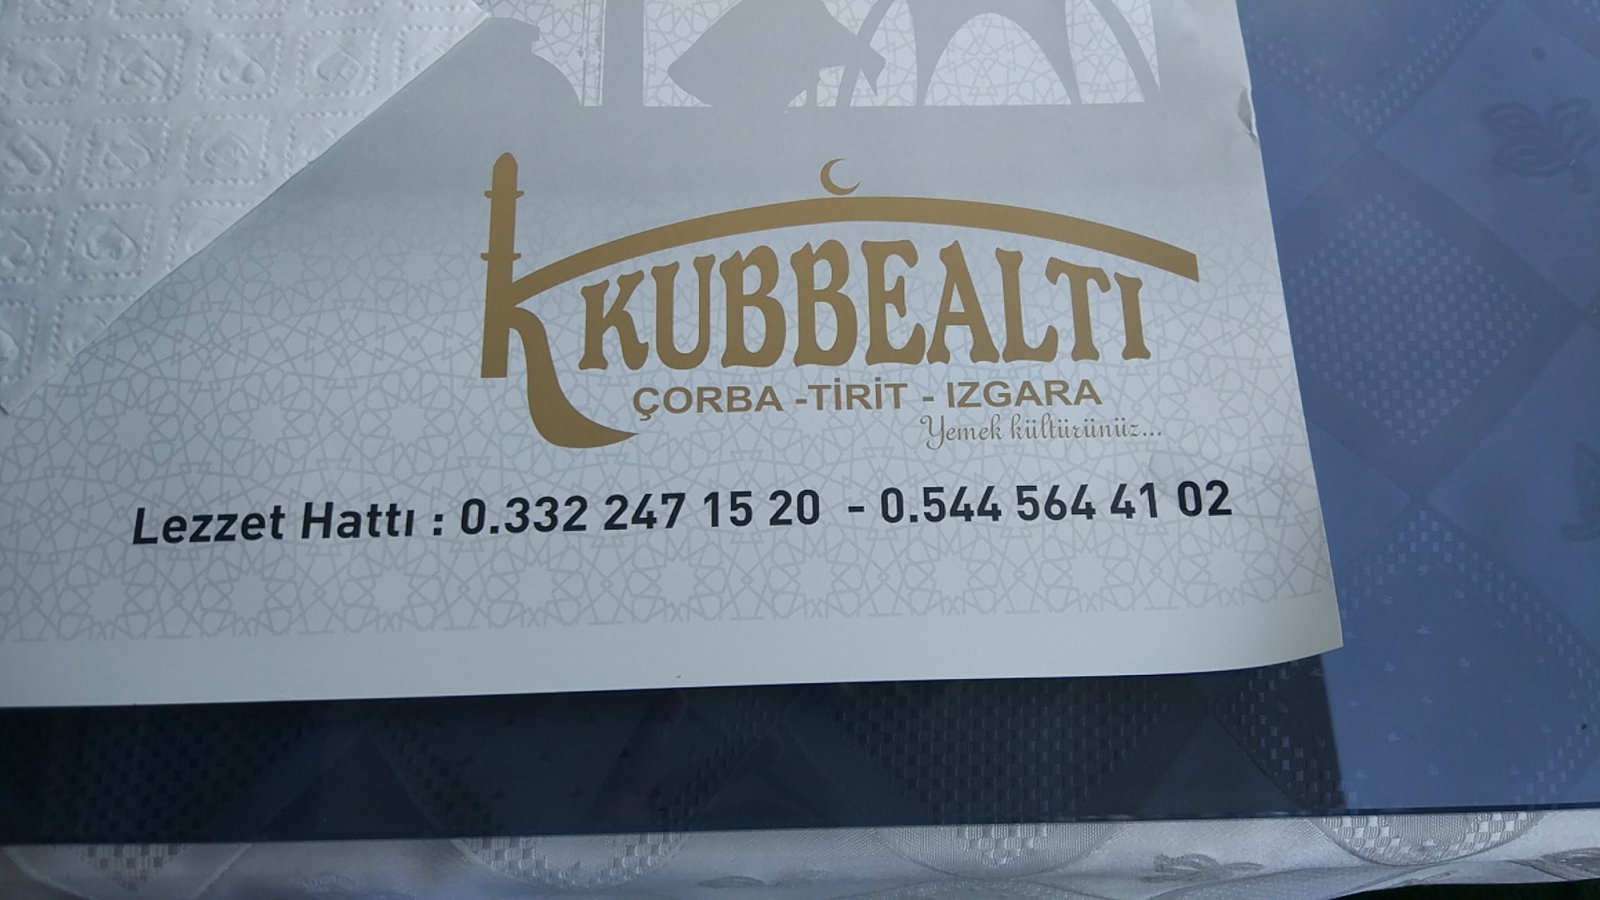 KUBBEALTI
ÇORBA -TİRİT - IZGARA
Yemek kültürünüz...
Lezzet Hattı : 0.332 247 15 20 - 0.544 564 41 02